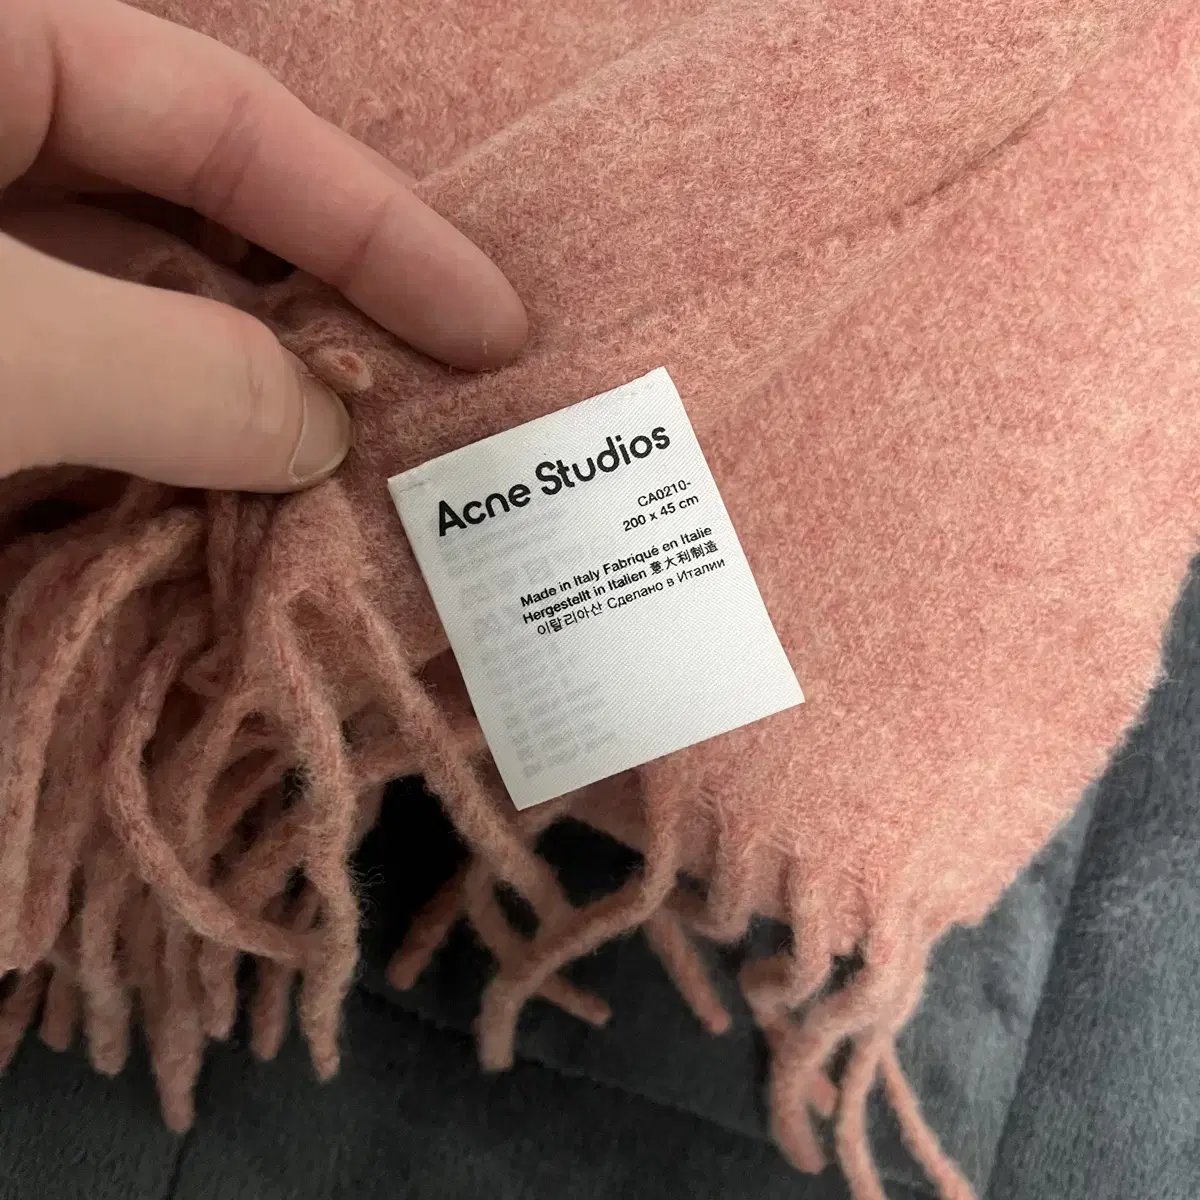 Acne Studios
CA0210-
200 x 45 cm
Made in Italy Fabriqué en Italie
Hergestellt in Italien 意大利制造
이탈리아산 Сделано в Италии